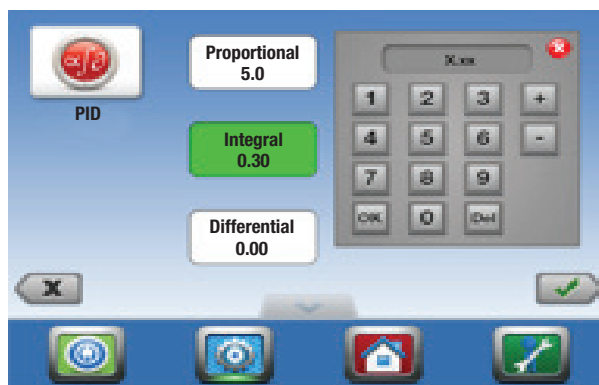 PID
Proportional
5.0
Integral
0.30
Differential
0.00
X.xx
1 2 3 +
4 5 6 -
7 8 9
OK 0 Del
X